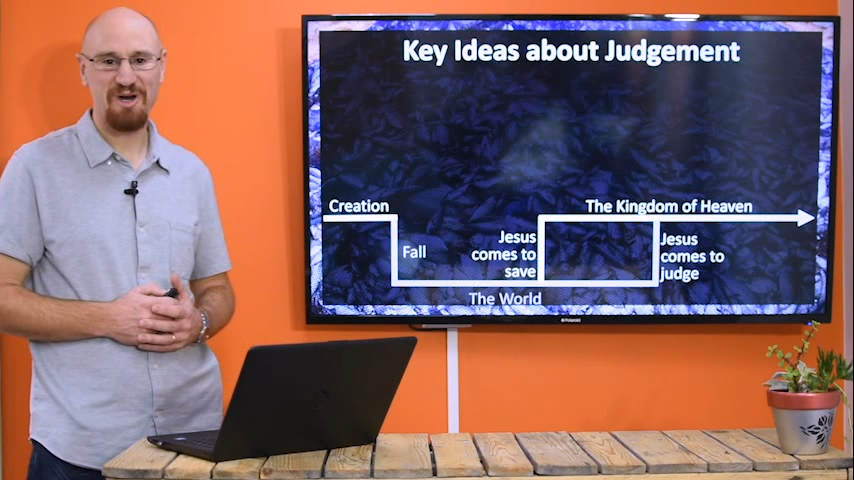 Key Ideas about Judgement
Creation
The Kingdom of Heaven
Fall
Jesus
comes to
save
Jesus
comes to
judge
The World
Polaroid